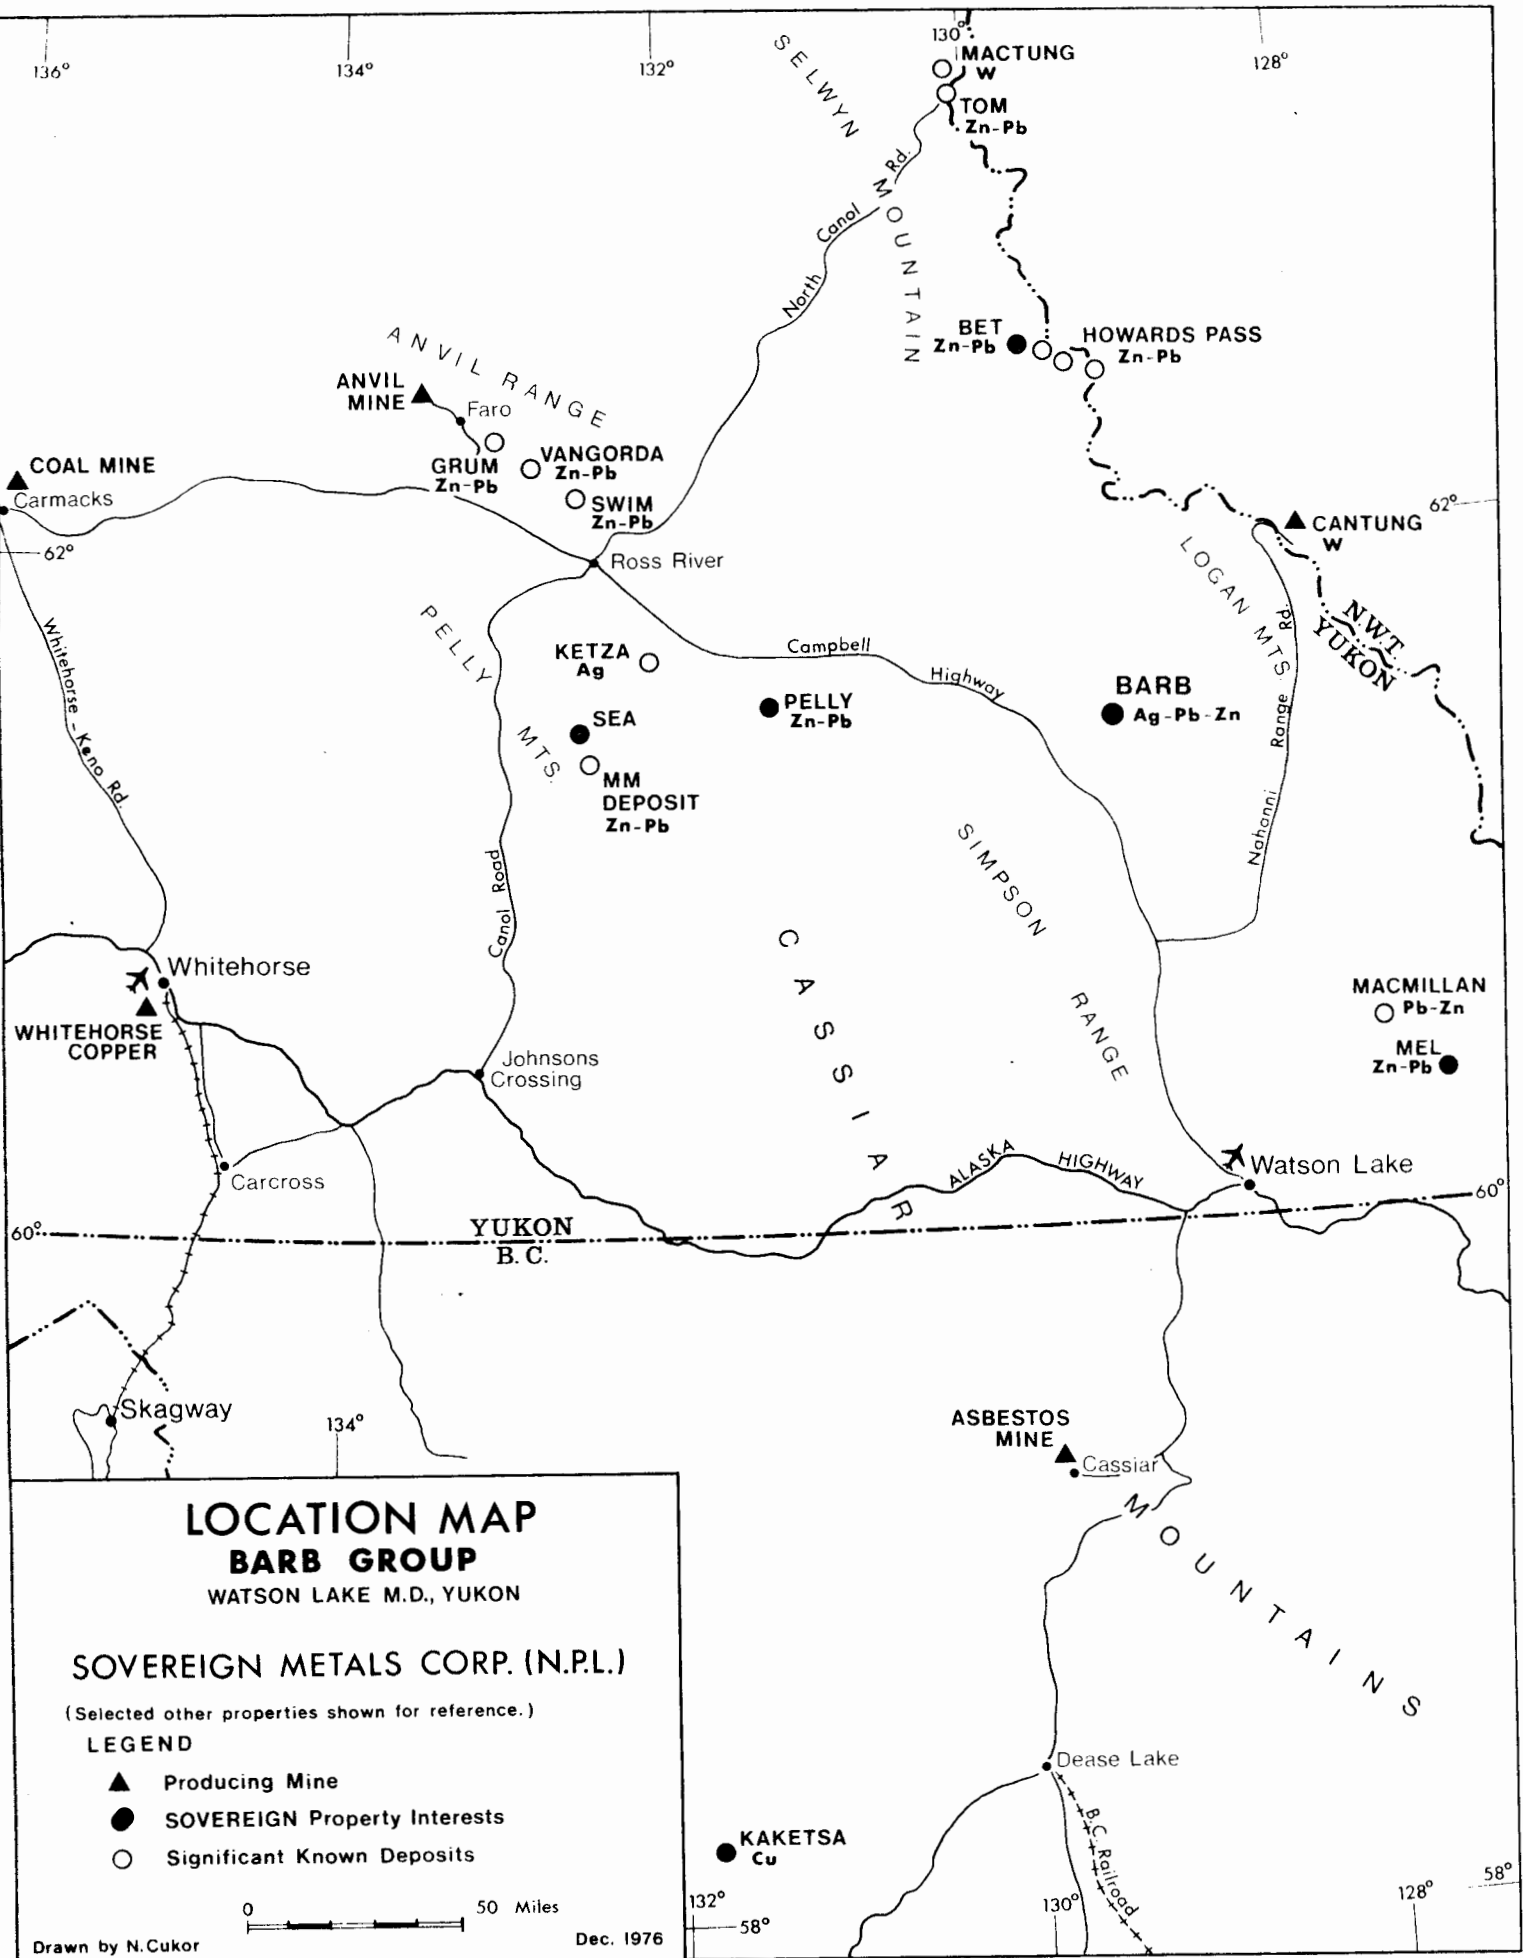 136°
134°
132°
130°
128°
SELWYN
MOUNTAIN
MACTUNG
W
TOM
Zn-Pb
North Canol Rd.
ANVIL RANGE
ANVIL
MINE
Faro
BET
Zn-Pb
HOWARDS PASS
Zn-Pb
COAL MINE
Carmacks
GRUM
Zn-Pb
VANGORDA
Zn-Pb
SWIM
Zn-Pb
62°
62°
CANTUNG
W
Ross River
LOGAN MTS.
N.W.T.
YUKON
Whitehorse - Keno Rd.
PELLY
MTS.
KETZA
Ag
Campbell
Highway
PELLY
Zn-Pb
BARB
Ag-Pb-Zn
SEA
MM
DEPOSIT
Zn-Pb
Nahanni Range Rd.
Canol Road
SIMPSON
RANGE
CASSIAR
Whitehorse
WHITEHORSE
COPPER
MACMILLAN
Pb-Zn
MEL
Zn-Pb
Johnsons
Crossing
ALASKA
HIGHWAY
Watson Lake
Carcross
60°
60°
YUKON
B.C.
Skagway
134°
ASBESTOS
MINE
Cassiar
MOUNTAINS
LOCATION MAP
BARB GROUP
WATSON LAKE M.D., YUKON
SOVEREIGN METALS CORP. (N.P.L.)
(Selected other properties shown for reference.)
LEGEND
Producing Mine
SOVEREIGN Property Interests
Significant Known Deposits
0
50 Miles
Drawn by N.Cukor
Dec. 1976
Dease Lake
B.C. Railroad
KAKETSA
Cu
132°
58°
130°
128°
58°